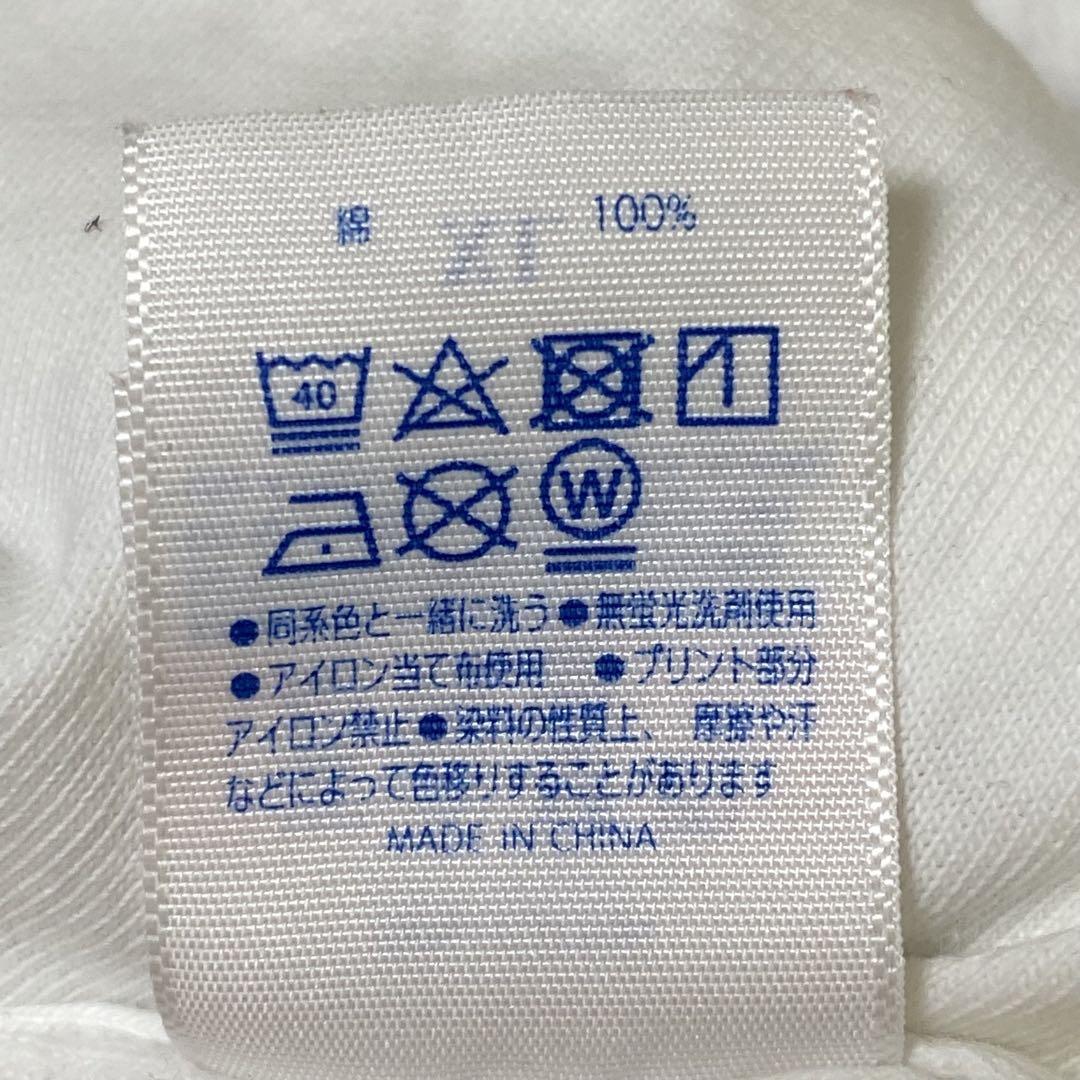 綿 100%
40
W
●同系色と一緒に洗う●無蛍光洗剤使用
●アイロン当て布使用 ●プリント部分
アイロン禁止●染料の性質上、摩擦や汗
などによって色移りすることがあります
MADE IN CHINA